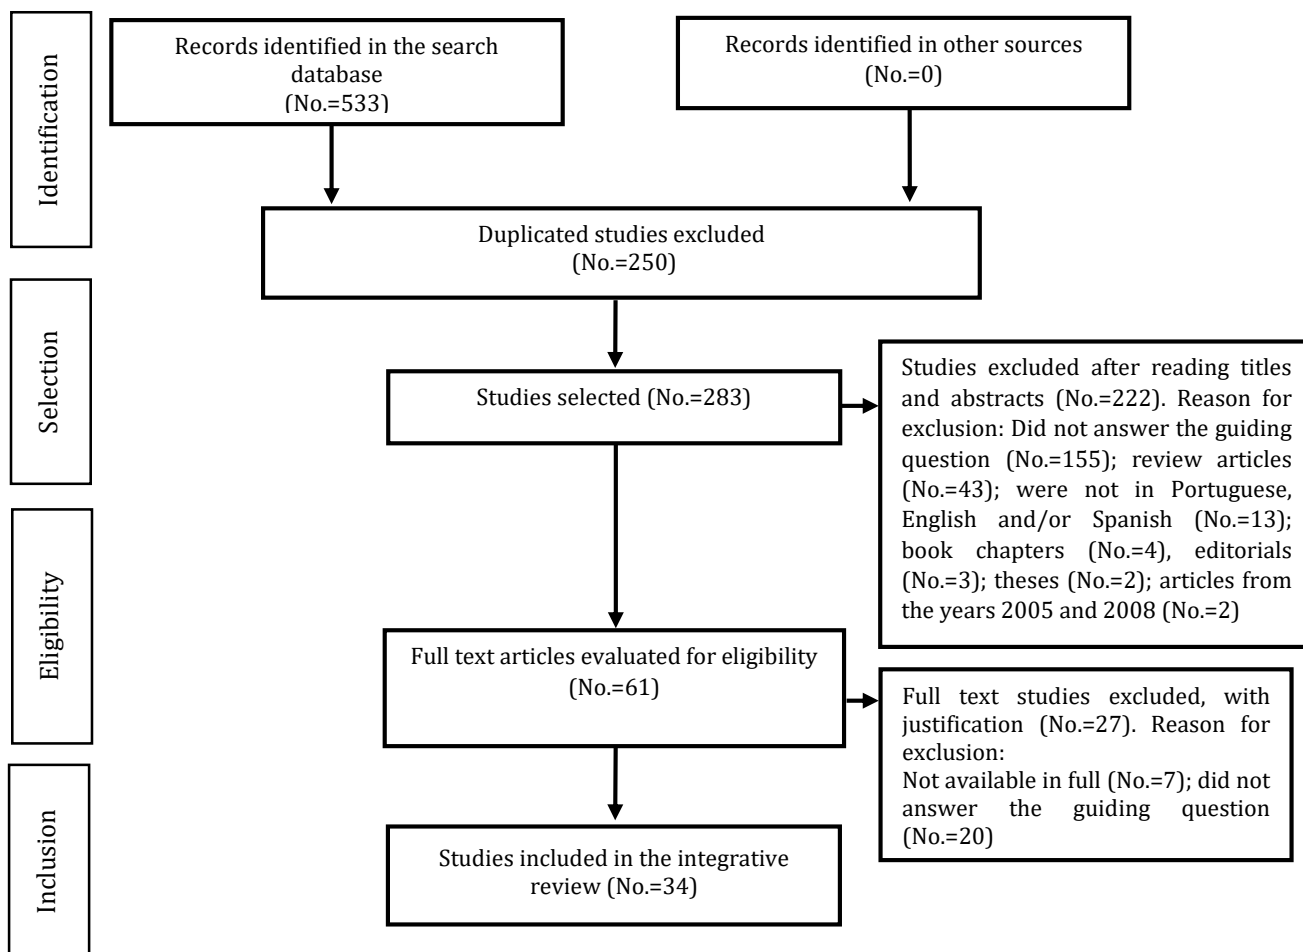 Identification
Records identified in the search
database
(No.=533)
Records identified in other sources
(No.=0)
Duplicated studies excluded
(No.=250)
Selection
Studies selected (No.=283)
Studies excluded after reading titles
and abstracts (No.=222). Reason for
exclusion: Did not answer the guiding
question (No.=155); review articles
(No.=43); were not in Portuguese,
English and/or Spanish (No.=13);
book chapters (No.=4), editorials
(No.=3); theses (No.=2); articles from
the years 2005 and 2008 (No.=2)
Eligibility
Full text articles evaluated for eligibility
(No.=61)
Full text studies excluded, with
justification (No.=27). Reason for
exclusion:
Not available in full (No.=7); did not
answer the guiding question
(No.=20)
Inclusion
Studies included in the integrative
review (No.=34)